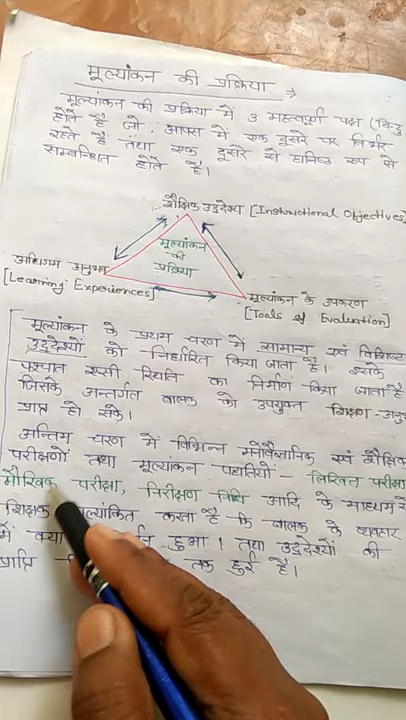 मूल्यांकन की प्रक्रिया
मूल्यांकन की प्रक्रिया में 3 महत्वपूर्ण पक्ष (बिन्दु
होते हैं जो आपस में एक दूसरे पर निर्भर
रहते हैं तथा एक दूसरे से घनिष्ठ रूप से
सम्बन्धित होते हैं।
शैक्षिक उद्देश्य [Instructional Objectives]
मूल्यांकन
की
प्रक्रिया
अधिगम अनुभव
[Learning Experiences]
मूल्यांकन के उपकरण
[Tools of Evaluation]
मूल्यांकन के प्रथम चरण में सामान्य एवं विशिष्ट
उद्देश्यों को निर्धारित किया जाता है। उसके
पश्चात ऐसी स्थिति का निर्माण किया जाता है
जिसके अन्तर्गत बालक को उपयुक्त शिक्षण-अनु
प्राप्त हो सके।
अन्तिम चरण में विभिन्न मनोवैज्ञानिक एवं शैक्षिक
परीक्षणों तथा मूल्यांकन पद्धतियों - लिखित परीक्षा
मौखिक परीक्षा, निरीक्षण विधि आदि के माध्यम से
शिक्षक करता है कि बालक के व्यवहार
में क्या हुआ। तथा उद्देश्यों की
प्राप्ति तक हुई है।